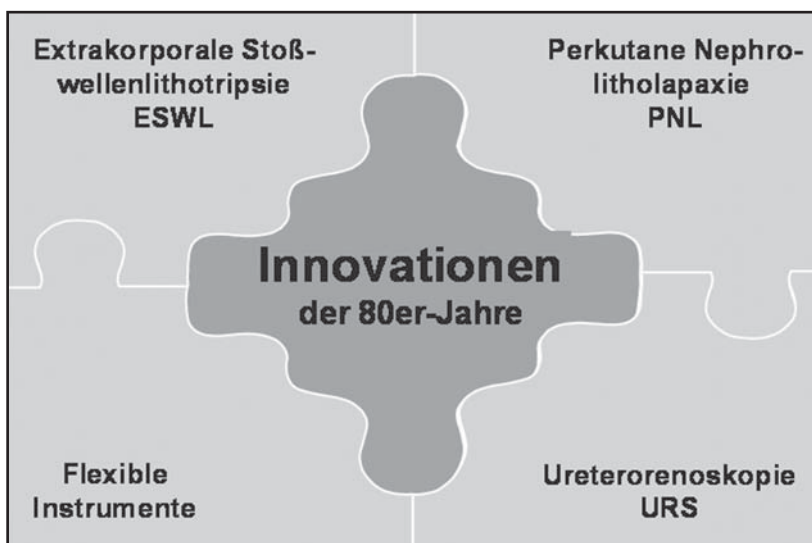 Extrakorporale Stoß-
wellenlithotripsie
ESWL
Perkutane Nephro-
litholapaxie
PNL
Innovationen
der 80er-Jahre
Flexible
Instrumente
Ureterorenoskopie
URS